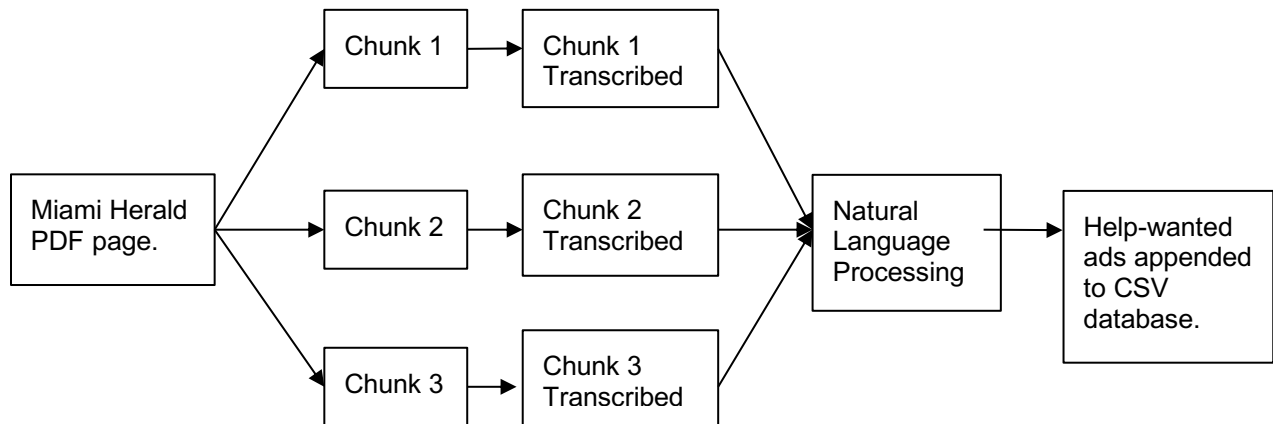 Miami Herald
PDF page.
Chunk 1
Chunk 1
Transcribed
Chunk 2
Chunk 2
Transcribed
Chunk 3
Chunk 3
Transcribed
Natural
Language
Processing
Help-wanted
ads appended
to CSV
database.